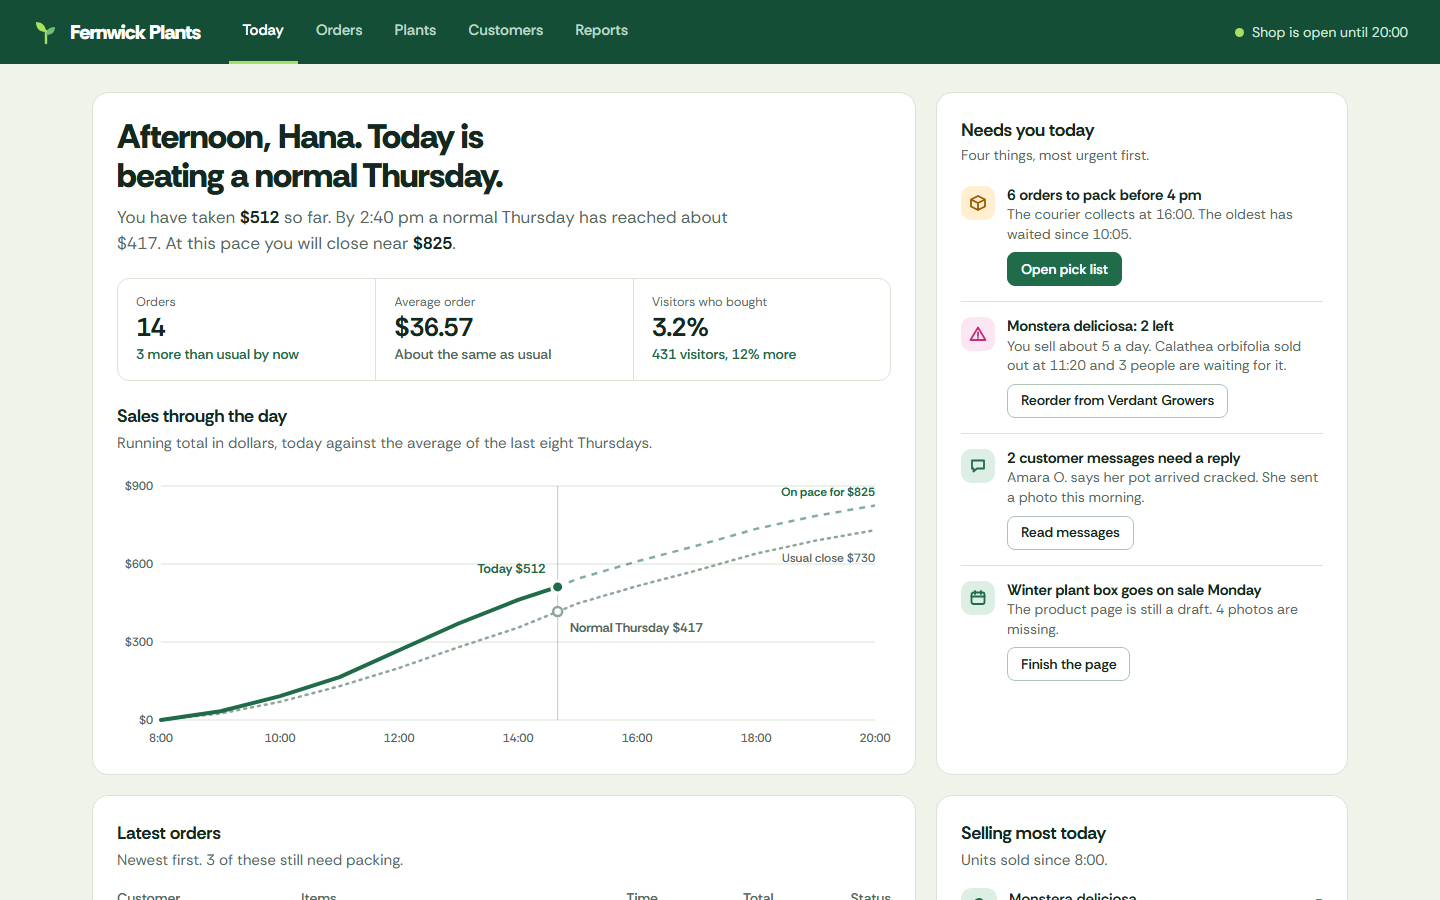 Fernwick Plants
Today
Orders
Plants
Customers
Reports
Shop is open until 20:00
Afternoon, Hana. Today is
beating a normal Thursday.
You have taken $512 so far. By 2:40 pm a normal Thursday has reached about
$417. At this pace you will close near $825.
Orders
14
3 more than usual by now
Average order
$36.57
About the same as usual
Visitors who bought
3.2%
431 visitors, 12% more
Sales through the day
Running total in dollars, today against the average of the last eight Thursdays.
$900
$600
$300
$0
On pace for $825
Usual close $730
Today $512
Normal Thursday $417
8:00
10:00
12:00
14:00
16:00
18:00
20:00
Needs you today
Four things, most urgent first.
6 orders to pack before 4 pm
The courier collects at 16:00. The oldest has
waited since 10:05.
Open pick list
Monstera deliciosa: 2 left
You sell about 5 a day. Calathea orbifolia sold
out at 11:20 and 3 people are waiting for it.
Reorder from Verdant Growers
2 customer messages need a reply
Amara O. says her pot arrived cracked. She sent
a photo this morning.
Read messages
Winter plant box goes on sale Monday
The product page is still a draft. 4 photos are
missing.
Finish the page
Latest orders
Newest first. 3 of these still need packing.
Customer
Items
Time
Total
Status
Selling most today
Units sold since 8:00.
Monstera deliciosa